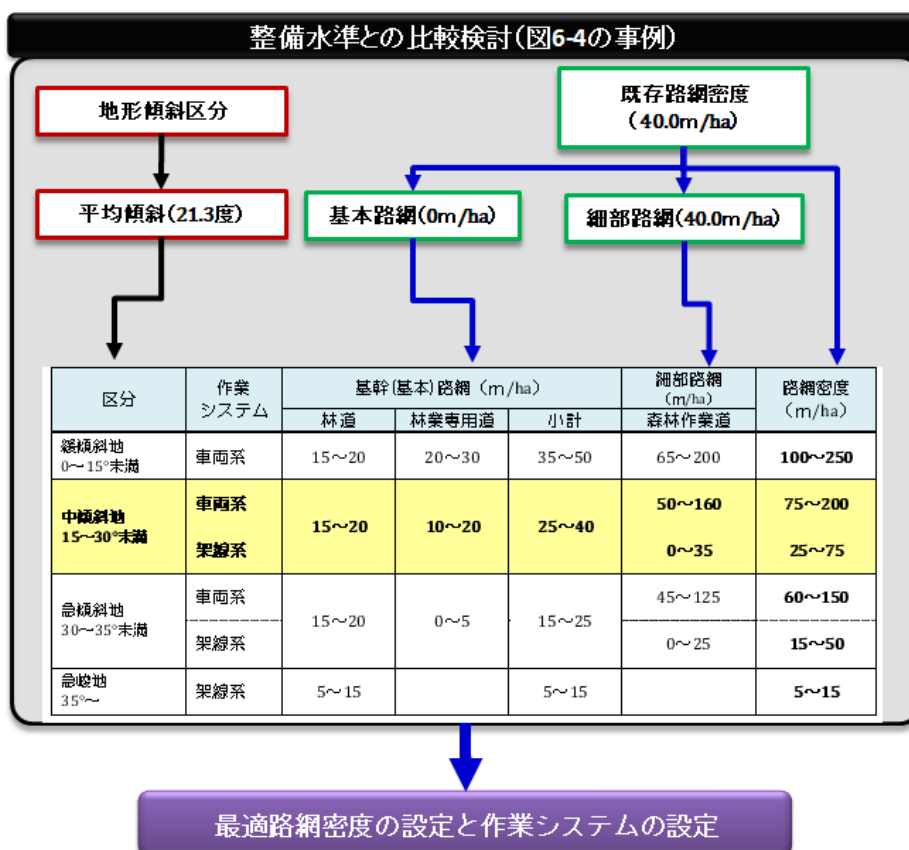 整備水準との比較検討(図6-4の事例)
地形傾斜区分
既存路網密度
(40.0m/ha)
平均傾斜(21.3度)
基本路網(0m/ha)
細部路網(40.0m/ha)
区分
作業
システム
基幹(基本)路網 (m/ha)
細部路網
(m/ha)
路網密度
(m/ha)
林道
林業専用道
小計
森林作業道
緩傾斜地
0~15°未満
車両系
15~20
20~30
35~50
65~200
100~250
中傾斜地
15~30°未満
車両系
架線系
15~20
10~20
25~40
50~160
0~35
75~200
25~75
急傾斜地
30~35°未満
車両系
架線系
15~20
0~5
15~25
45~125
0~25
60~150
15~50
急峻地
35°~
架線系
5~15
5~15
5~15
最適路網密度の設定と作業システムの設定